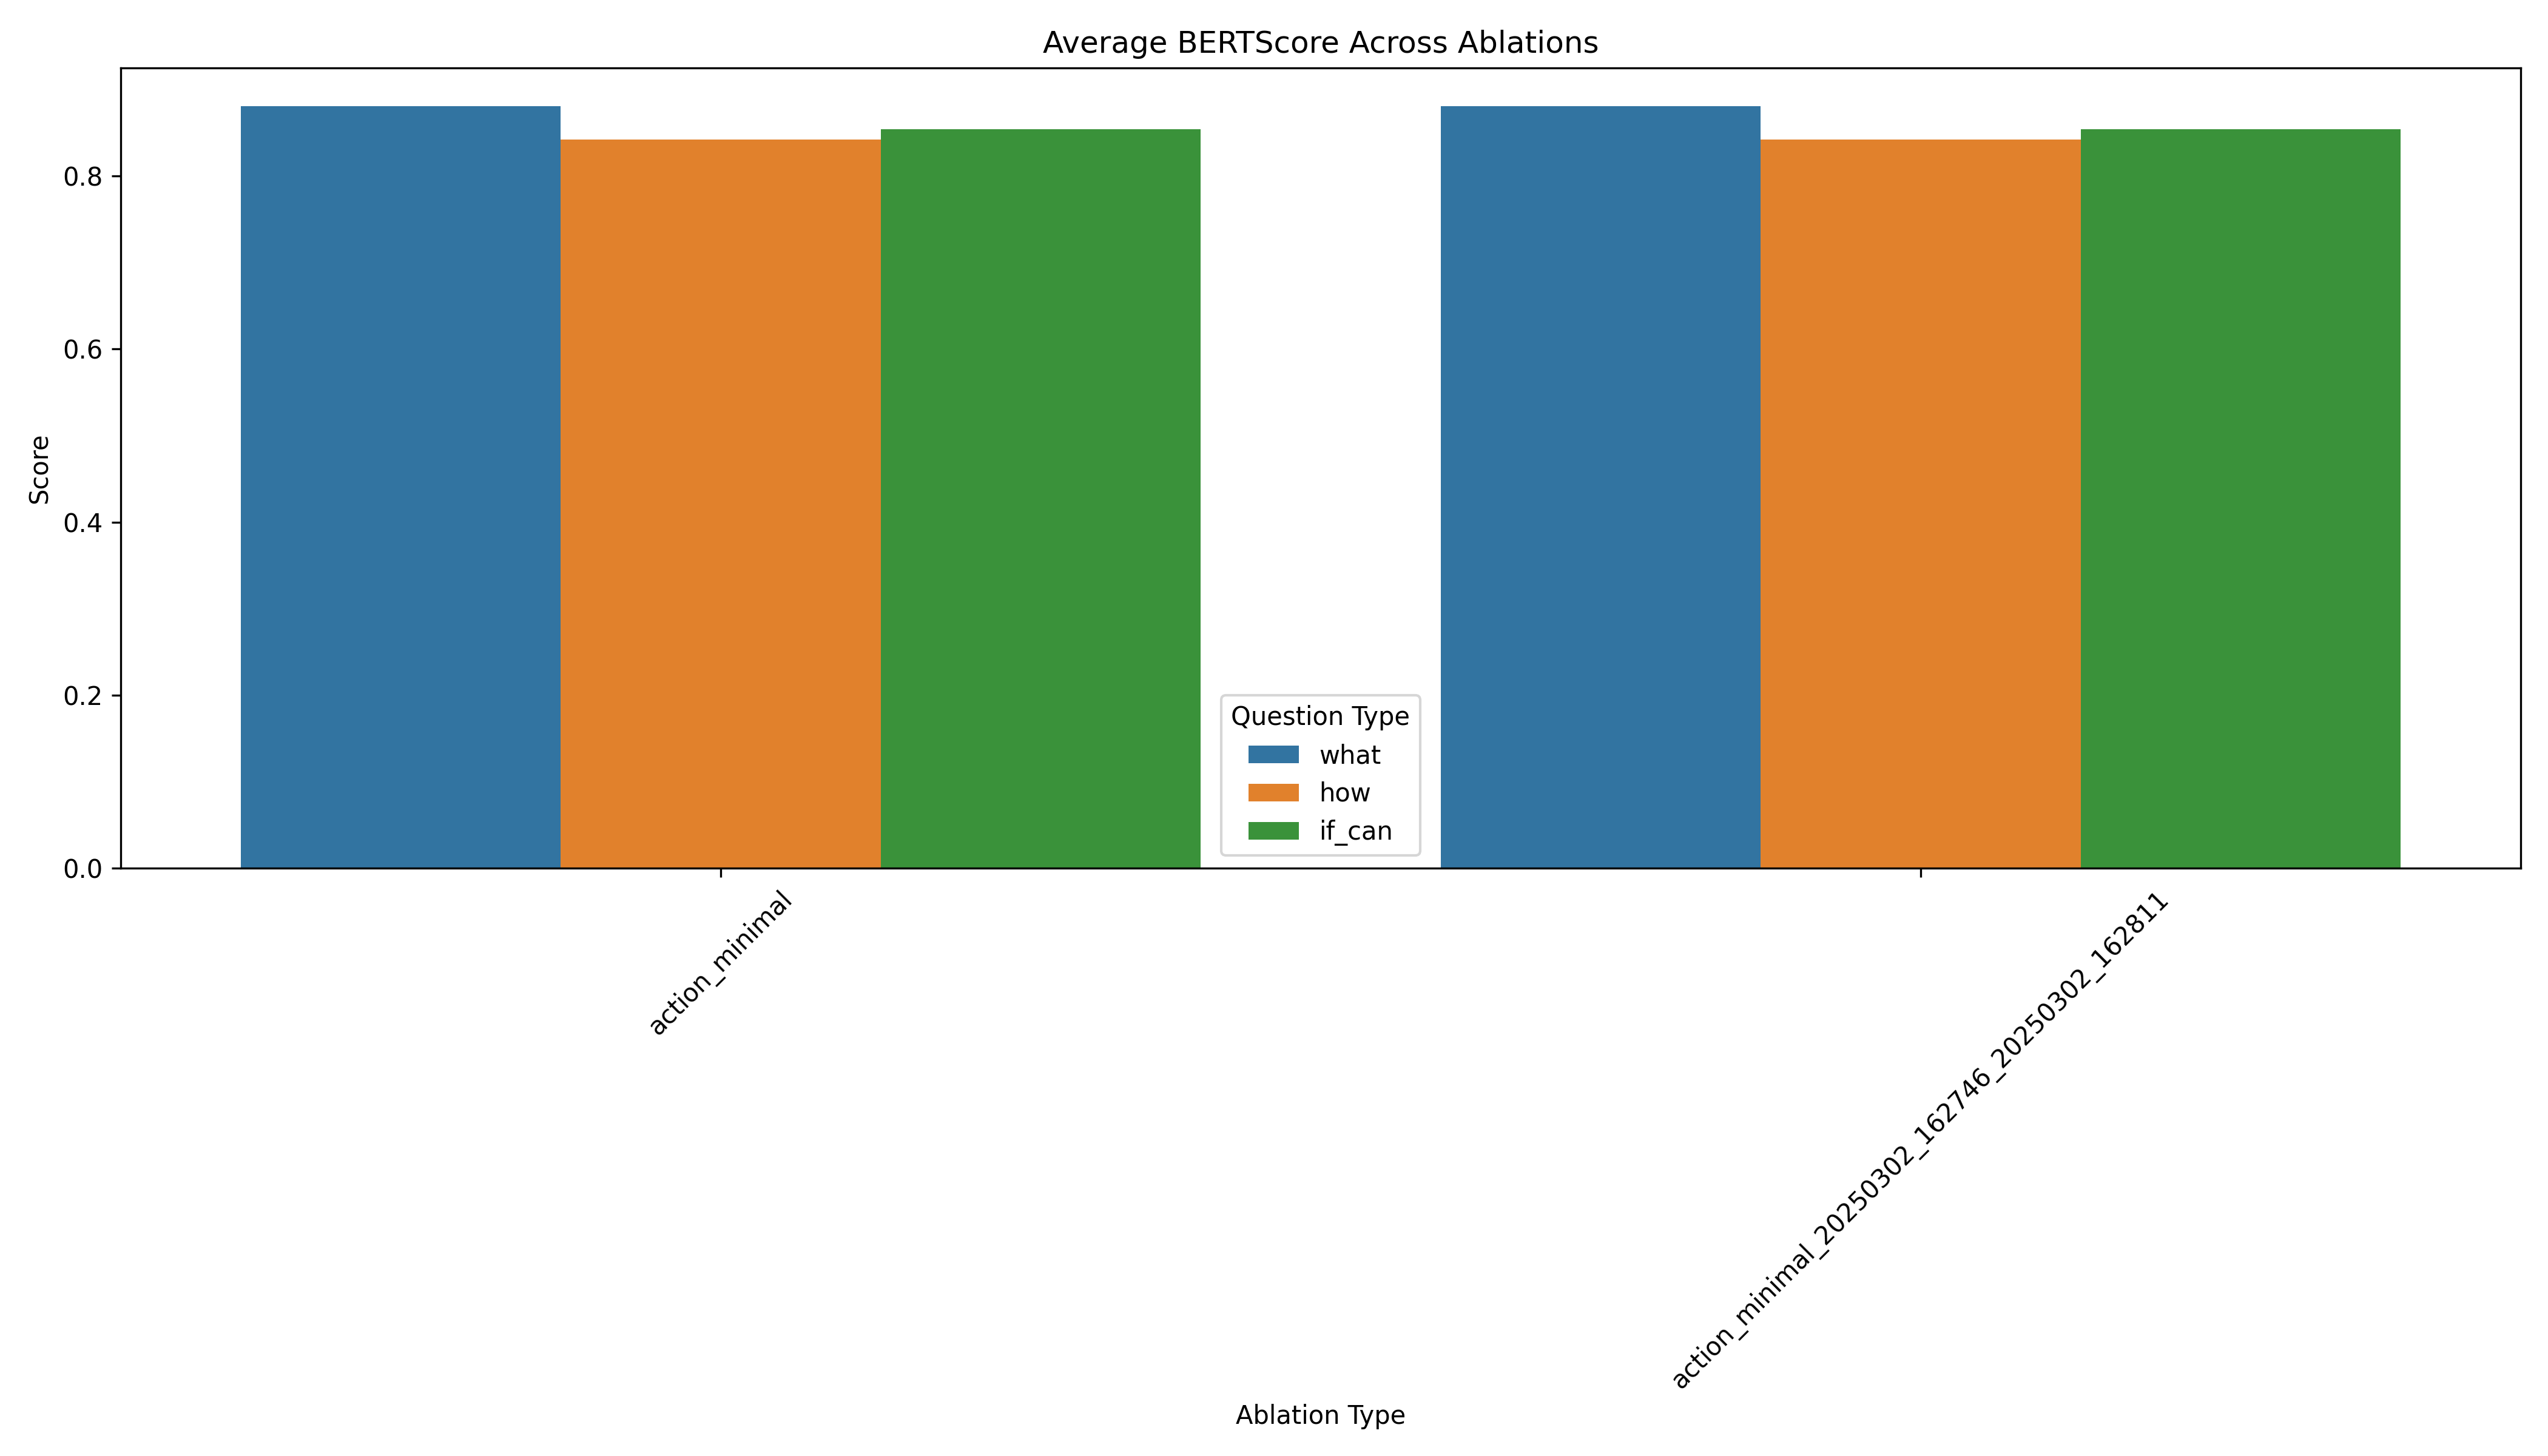 Average BERTScore Across Ablations
Score
0.8
0.6
0.4
0.2
0.0
Question Type
what
how
if_can
action_minimal
action_minimal_20250302_162746_20250302_162811
Ablation Type